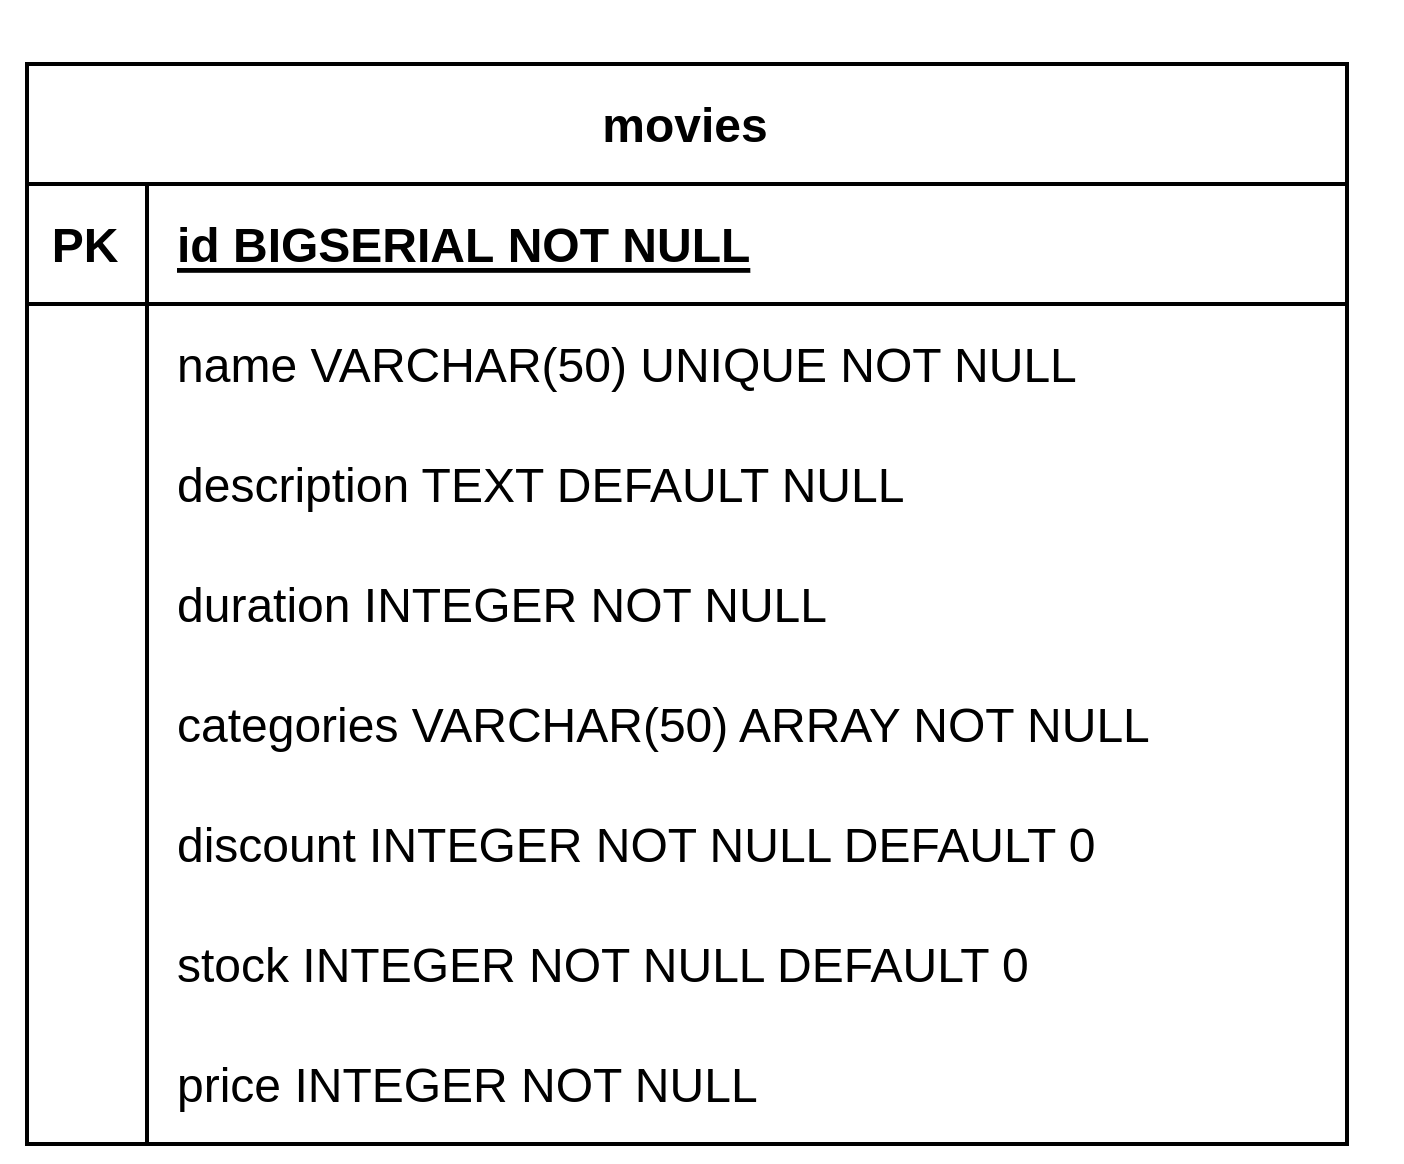 movies
PK id BIGSERIAL NOT NULL
name VARCHAR(50) UNIQUE NOT NULL
description TEXT DEFAULT NULL
duration INTEGER NOT NULL
categories VARCHAR(50) ARRAY NOT NULL
discount INTEGER NOT NULL DEFAULT 0
stock INTEGER NOT NULL DEFAULT 0
price INTEGER NOT NULL